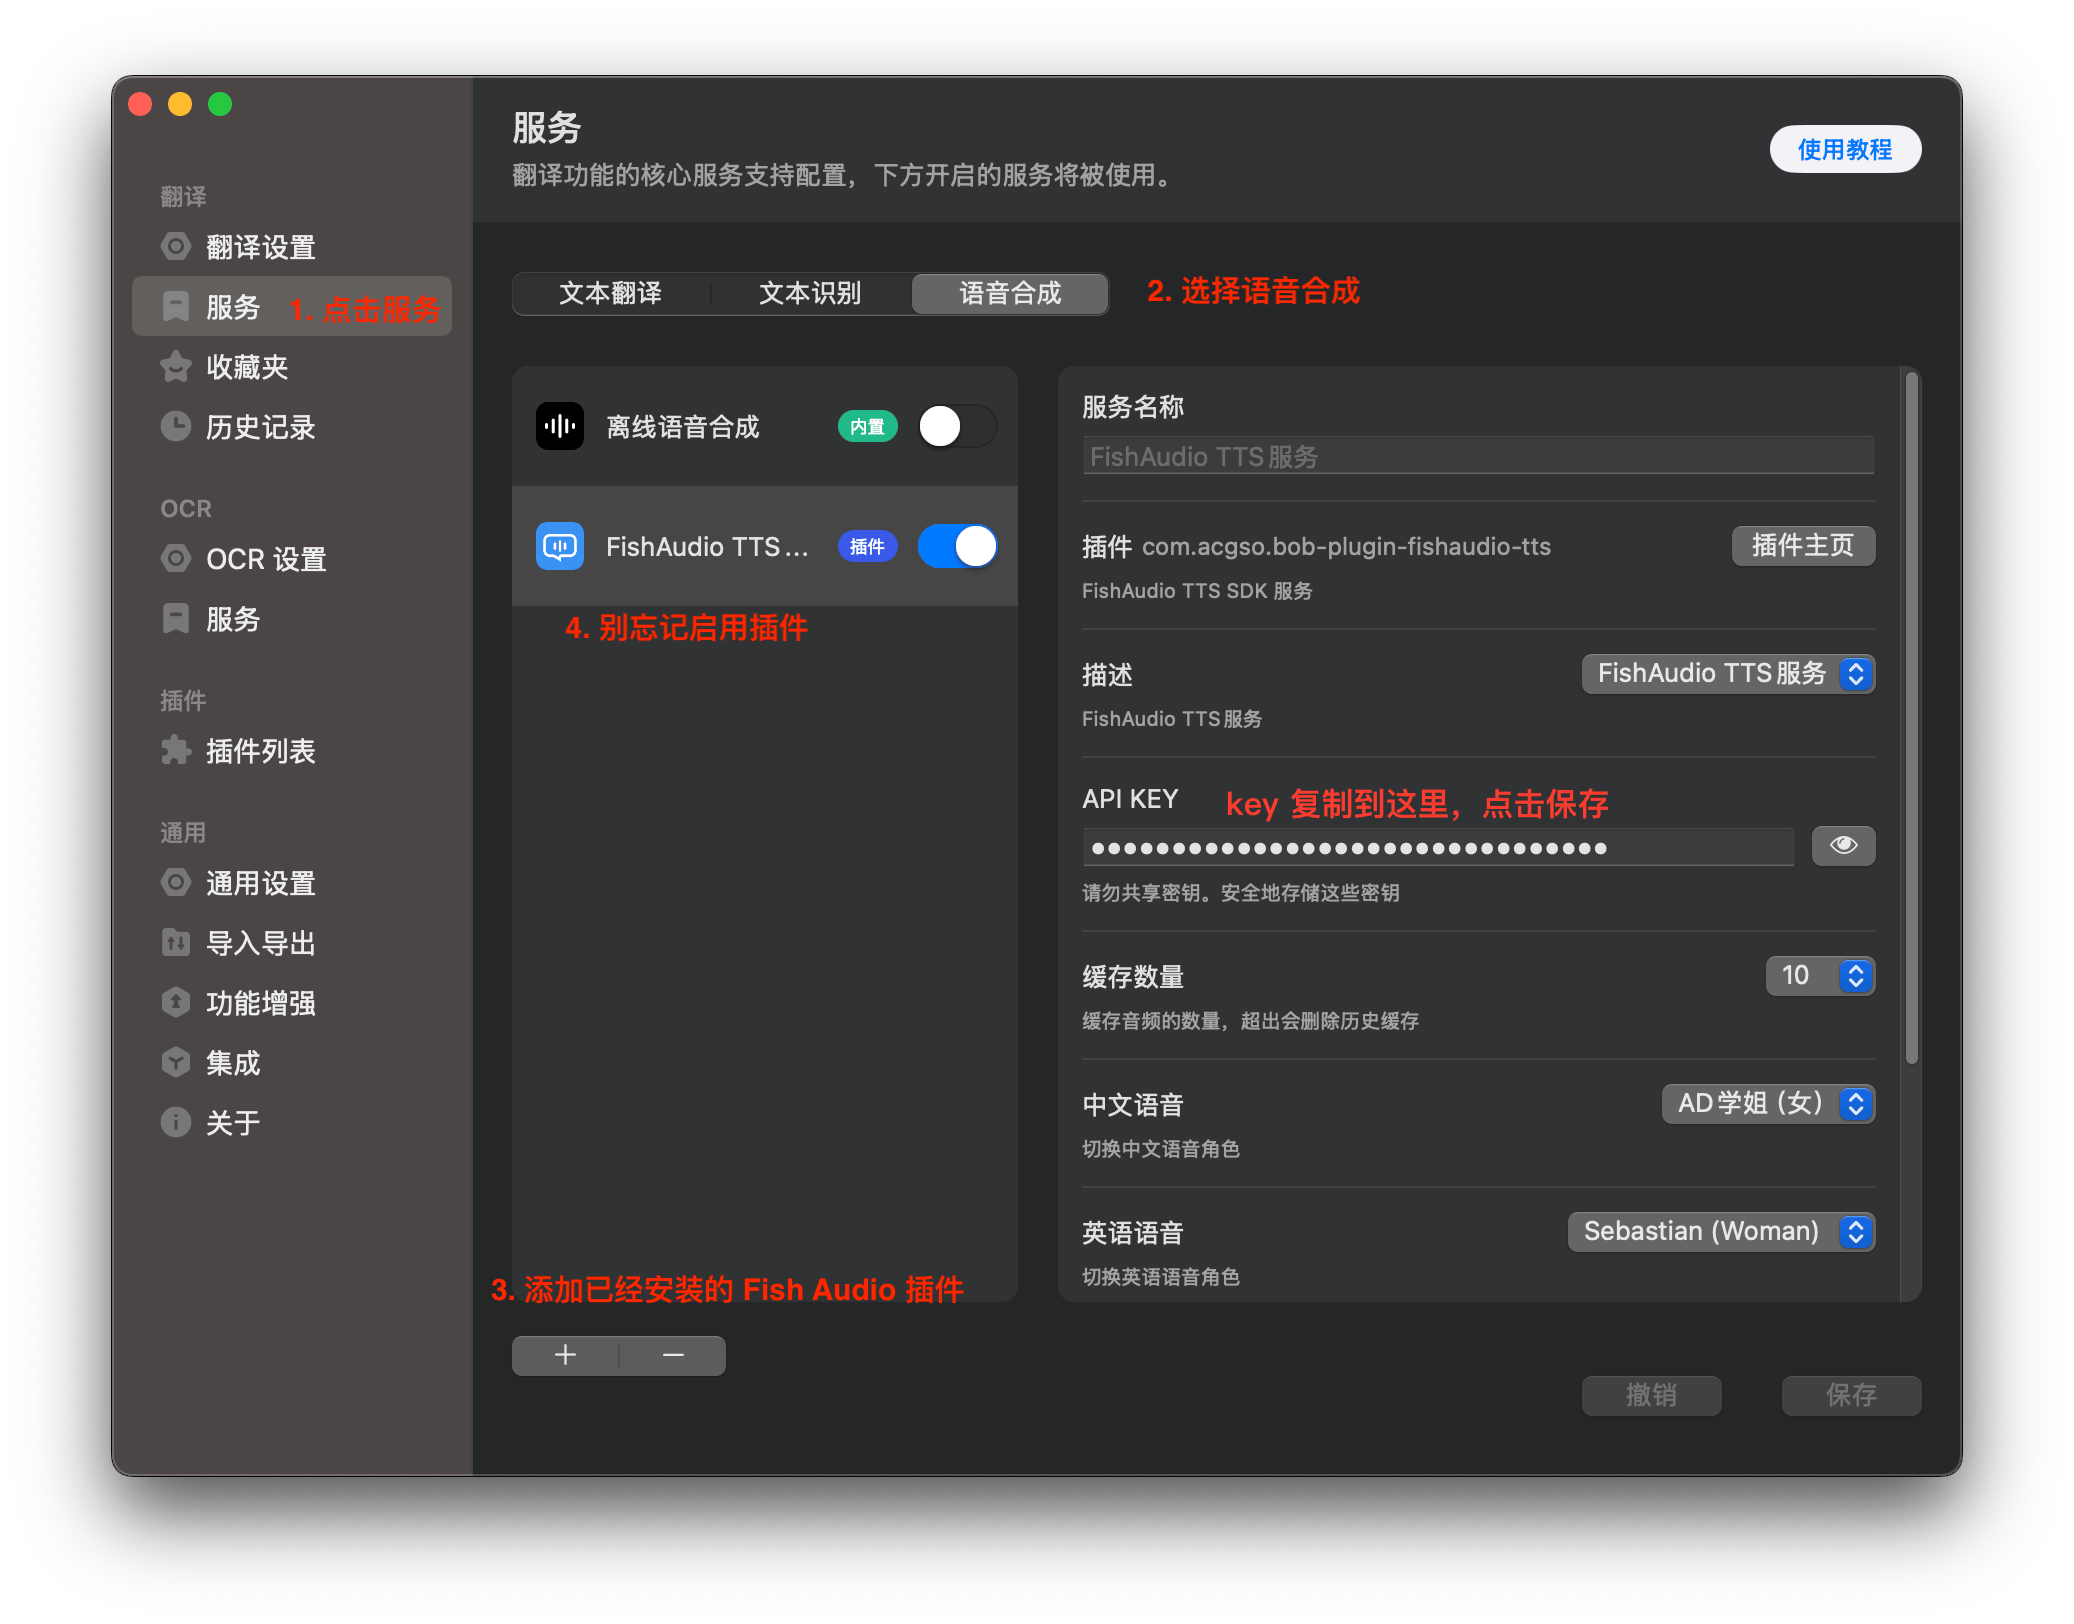 服务
翻译功能的核心服务支持配置，下方开启的服务将被使用。
使用教程
翻译
翻译设置
服务 1. 点击服务
收藏夹
历史记录
OCR
OCR 设置
服务
插件
插件列表
通用
通用设置
导入导出
功能增强
集成
关于
文本翻译 文本识别 语音合成 2. 选择语音合成
离线语音合成 内置
FishAudio TTS... 插件
4. 别忘记启用插件
3. 添加已经安装的 Fish Audio 插件
服务名称
FishAudio TTS服务
插件 com.acgso.bob-plugin-fishaudio-tts 插件主页
FishAudio TTS SDK 服务
描述 FishAudio TTS服务
FishAudio TTS服务
API KEY key 复制到这里，点击保存
请勿共享密钥。安全地存储这些密钥
缓存数量 10
缓存音频的数量，超出会删除历史缓存
中文语音 AD学姐 (女)
切换中文语音角色
英语语音 Sebastian (Woman)
切换英语语音角色
撤销 保存